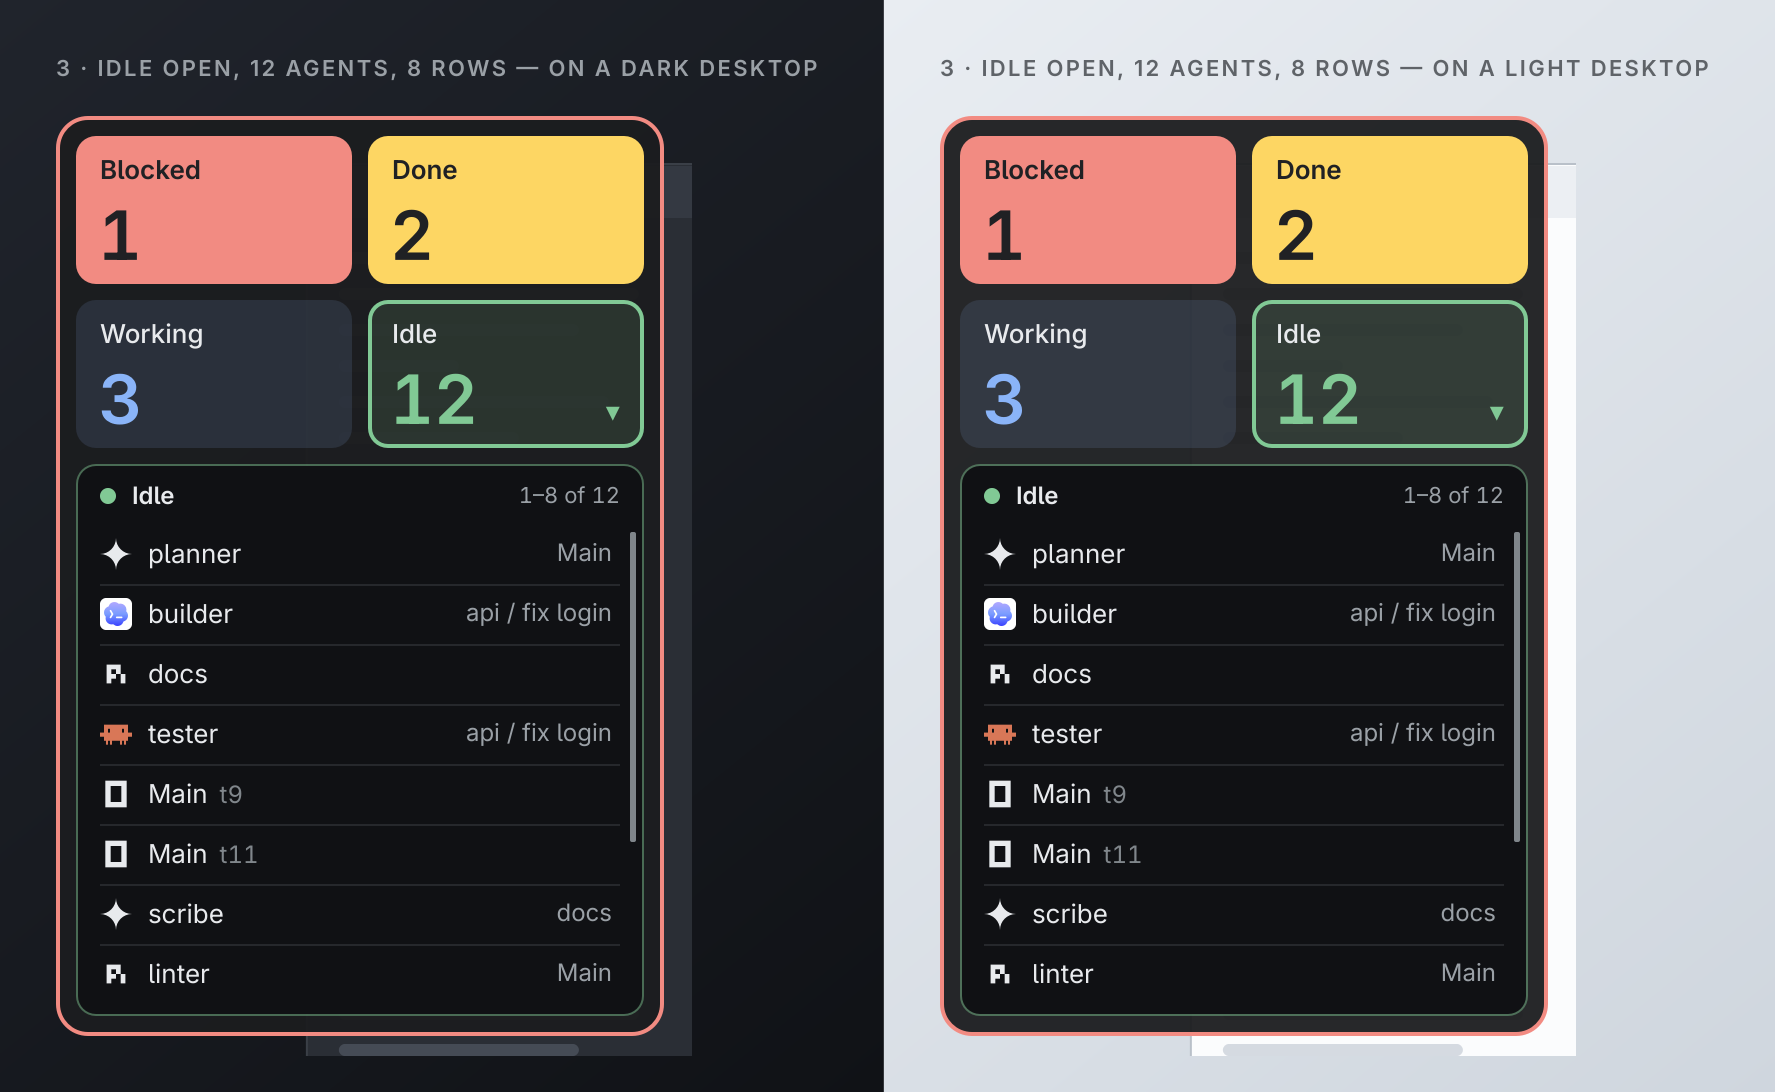 3 · IDLE OPEN, 12 AGENTS, 8 ROWS — ON A DARK DESKTOP
Blocked
1
Done
2
Working
3
Idle
12
▼
Idle
1–8 of 12
planner
Main
builder
api / fix login
docs
tester
api / fix login
Main t9
Main t11
scribe
docs
linter
Main
3 · IDLE OPEN, 12 AGENTS, 8 ROWS — ON A LIGHT DESKTOP
Blocked
1
Done
2
Working
3
Idle
12
▼
Idle
1–8 of 12
planner
Main
builder
api / fix login
docs
tester
api / fix login
Main t9
Main t11
scribe
docs
linter
Main